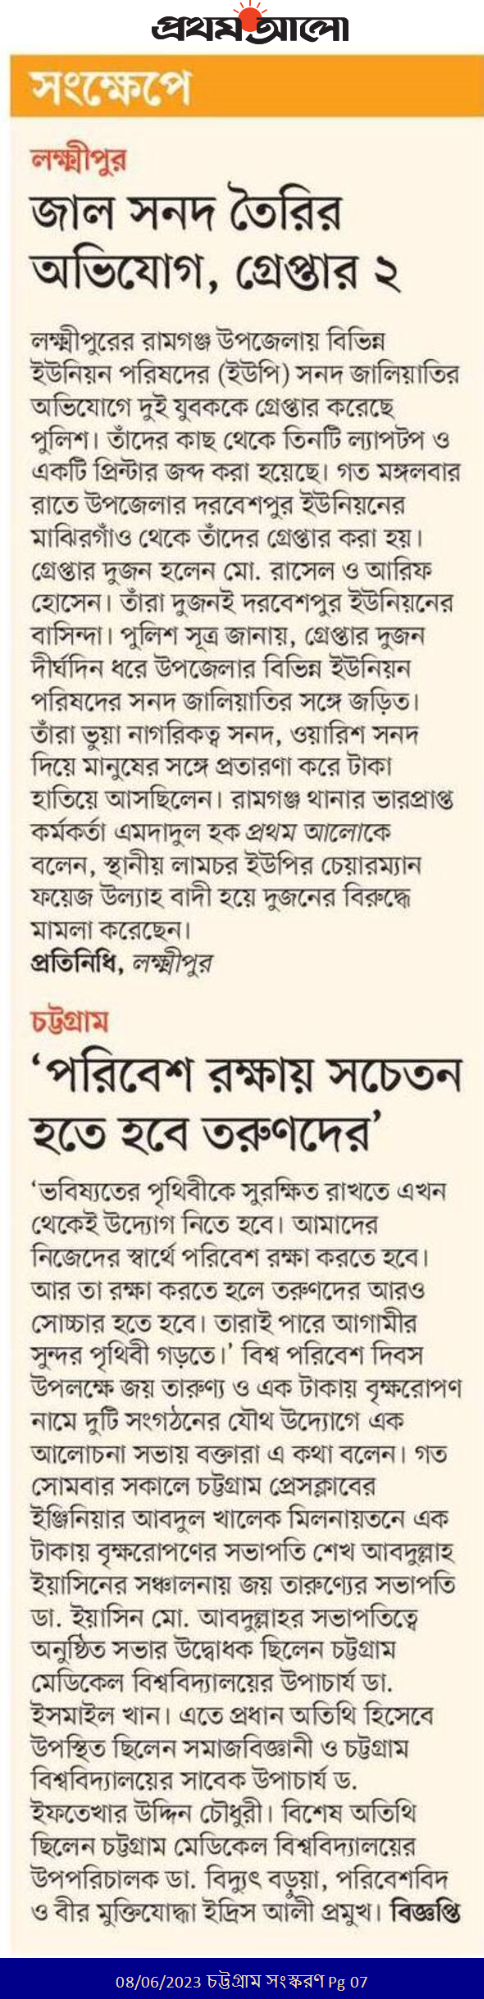 প্রথম আলো
সংক্ষেপে
লক্ষ্মীপুর
জাল সনদ তৈরির
অভিযোগ, গ্রেপ্তার ২
লক্ষ্মীপুরের রামগঞ্জ উপজেলায় বিভিন্ন
ইউনিয়ন পরিষদের (ইউপি) সনদ জালিয়াতির
অভিযোগে দুই যুবককে গ্রেপ্তার করেছে
পুলিশ। তাঁদের কাছ থেকে তিনটি ল্যাপটপ ও
একটি প্রিন্টার জব্দ করা হয়েছে। গত মঙ্গলবার
রাতে উপজেলার দরবেশপুর ইউনিয়নের
মাঝিরগাঁও থেকে তাঁদের গ্রেপ্তার করা হয়।
গ্রেপ্তার দুজন হলেন মো. রাসেল ও আরিফ
হোসেন। তাঁরা দুজনই দরবেশপুর ইউনিয়নের
বাসিন্দা। পুলিশ সূত্র জানায়, গ্রেপ্তার দুজন
দীর্ঘদিন ধরে উপজেলার বিভিন্ন ইউনিয়ন
পরিষদের সনদ জালিয়াতির সঙ্গে জড়িত।
তাঁরা ভুয়া নাগরিকত্ব সনদ, ওয়ারিশ সনদ
দিয়ে মানুষের সঙ্গে প্রতারণা করে টাকা
হাতিয়ে আসছিলেন। রামগঞ্জ থানার ভারপ্রাপ্ত
কর্মকর্তা এমদাদুল হক প্রথম আলোকে
বলেন, স্থানীয় লামচর ইউপির চেয়ারম্যান
ফয়েজ উল্যাহ বাদী হয়ে দুজনের বিরুদ্ধে
মামলা করেছেন।
প্রতিনিধি, লক্ষ্মীপুর
চট্টগ্রাম
‘পরিবেশ রক্ষায় সচেতন
হতে হবে তরুণদের’
‘ভবিষ্যতের পৃথিবীকে সুরক্ষিত রাখতে এখন
থেকেই উদ্যোগ নিতে হবে। আমাদের
নিজেদের স্বার্থে পরিবেশ রক্ষা করতে হবে।
আর তা রক্ষা করতে হলে তরুণদের আরও
সোচ্চার হতে হবে। তারাই পারে আগামীর
সুন্দর পৃথিবী গড়তে।’ বিশ্ব পরিবেশ দিবস
উপলক্ষে জয় তারুণ্য ও এক টাকায় বৃক্ষরোপণ
নামে দুটি সংগঠনের যৌথ উদ্যোগে এক
আলোচনা সভায় বক্তারা এ কথা বলেন। গত
সোমবার সকালে চট্টগ্রাম প্রেসক্লাবের
ইঞ্জিনিয়ার আবদুল খালেক মিলনায়তনে এক
টাকায় বৃক্ষরোপণের সভাপতি শেখ আবদুল্লাহ
ইয়াসিনের সঞ্চালনায় জয় তারুণ্যের সভাপতি
ডা. ইয়াসিন মো. আবদুল্লাহর সভাপতিত্বে
অনুষ্ঠিত সভার উদ্বোধক ছিলেন চট্টগ্রাম
মেডিকেল বিশ্ববিদ্যালয়ের উপাচার্য ডা.
ইসমাইল খান। এতে প্রধান অতিথি হিসেবে
উপস্থিত ছিলেন সমাজবিজ্ঞানী ও চট্টগ্রাম
বিশ্ববিদ্যালয়ের সাবেক উপাচার্য ড.
ইফতেখার উদ্দিন চৌধুরী। বিশেষ অতিথি
ছিলেন চট্টগ্রাম মেডিকেল বিশ্ববিদ্যালয়ের
উপপরিচালক ডা. বিদ্যুৎ বড়ুয়া, পরিবেশবিদ
ও বীর মুক্তিযোদ্ধা ইদ্রিস আলী প্রমুখ। বিজ্ঞপ্তি
08/06/2023 চট্টগ্রাম সংস্করণ Pg 07